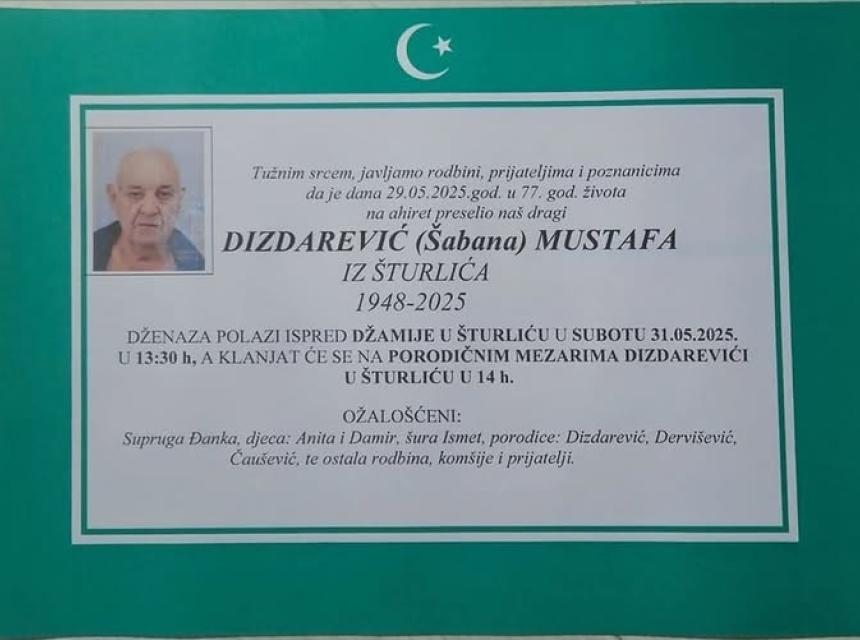 Tužnim srcem, javljamo rodbini, prijateljima i poznanicima
da je dana 29.05.2025.god. u 77. god. života
na ahiret preselio naš dragi
DIZDAREVIĆ (Šabana) MUSTAFA
IZ ŠTURLIĆA
1948-2025
DŽENAZA POLAZI ISPRED DŽAMIJE U ŠTURLIĆU U SUBOTU 31.05.2025.
U 13:30 h, A KLANJAT ĆE SE NA PORODIČNIM MEZARIMA DIZDAREVIĆI
U ŠTURLIĆU U 14 h.
OŽALOŠĆENI:
Supruga Đanka, djeca: Anita i Damir, šura Ismet, porodice: Dizdarević, Dervišević,
Čaušević, te ostala rodbina, komšije i prijatelji.